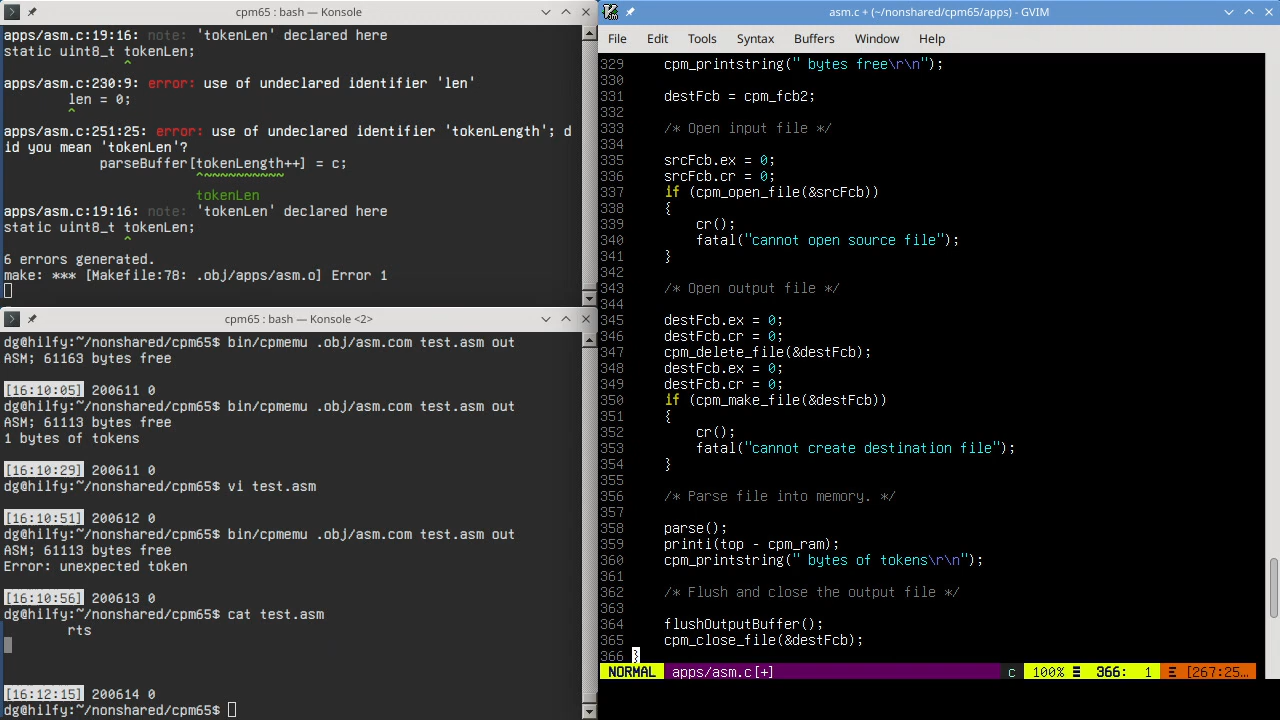 cpm65 : bash — Konsole
apps/asm.c:19:16: note: 'tokenLen' declared here
static uint8_t tokenLen;
^
apps/asm.c:230:9: error: use of undeclared identifier 'len'
len = 0;
^
apps/asm.c:251:25: error: use of undeclared identifier 'tokenLength'; d
id you mean 'tokenLen'?
parseBuffer[tokenLength++] = c;
^~~~~~~~~~~
tokenLen
apps/asm.c:19:16: note: 'tokenLen' declared here
static uint8_t tokenLen;
^
6 errors generated.
make: *** [Makefile:78: .obj/apps/asm.o] Error 1
cpm65 : bash — Konsole <2>
dg@hilfy:~/nonshared/cpm65$ bin/cpmemu .obj/asm.com test.asm out
ASM; 61163 bytes free
[16:10:05] 200611 0
dg@hilfy:~/nonshared/cpm65$ bin/cpmemu .obj/asm.com test.asm out
ASM; 61113 bytes free
1 bytes of tokens
[16:10:29] 200611 0
dg@hilfy:~/nonshared/cpm65$ vi test.asm
[16:10:51] 200612 0
dg@hilfy:~/nonshared/cpm65$ bin/cpmemu .obj/asm.com test.asm out
ASM; 61113 bytes free
Error: unexpected token
[16:10:56] 200613 0
dg@hilfy:~/nonshared/cpm65$ cat test.asm
rts
[16:12:15] 200614 0
dg@hilfy:~/nonshared/cpm65$
asm.c + (~/nonshared/cpm65/apps) - GVIM
File Edit Tools Syntax Buffers Window Help
329 cpm_printstring(" bytes free\r\n");
330
331 destFcb = cpm_fcb2;
332
333 /* Open input file */
334
335 srcFcb.ex = 0;
336 srcFcb.cr = 0;
337 if (cpm_open_file(&srcFcb))
338 {
339 cr();
340 fatal("cannot open source file");
341 }
342
343 /* Open output file */
344
345 destFcb.ex = 0;
346 destFcb.cr = 0;
347 cpm_delete_file(&destFcb);
348 destFcb.ex = 0;
349 destFcb.cr = 0;
350 if (cpm_make_file(&destFcb))
351 {
352 cr();
353 fatal("cannot create destination file");
354 }
355
356 /* Parse file into memory. */
357
358 parse();
359 printi(top - cpm_ram);
360 cpm_printstring(" bytes of tokens\r\n");
361
362 /* Flush and close the output file */
363
364 flushOutputBuffer();
365 cpm_close_file(&destFcb);
366 }
NORMAL apps/asm.c[+] c 100% ☰ 366: 1 Ξ [267:25…